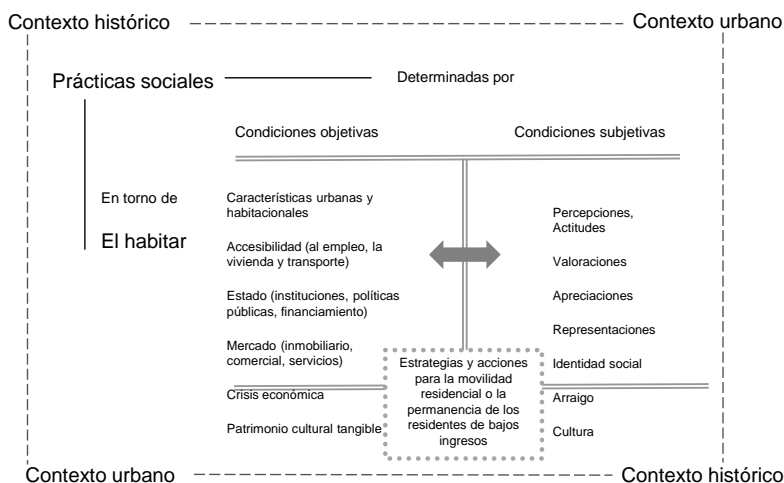 Contexto histórico
Contexto urbano
Prácticas sociales
Determinadas por
Condiciones objetivas
Condiciones subjetivas
En torno de
El habitar
Características urbanas y
habitacionales
Accesibilidad (al empleo, la
vivienda y transporte)
Estado (instituciones, políticas
públicas, financiamiento)
Mercado (inmobiliario,
comercial, servicios)
Crisis económica
Patrimonio cultural tangible
Estrategias y acciones
para la movilidad
residencial o la
permanencia de los
residentes de bajos
ingresos
Percepciones,
Actitudes
Valoraciones
Apreciaciones
Representaciones
Identidad social
Arraigo
Cultura
Contexto urbano
Contexto histórico